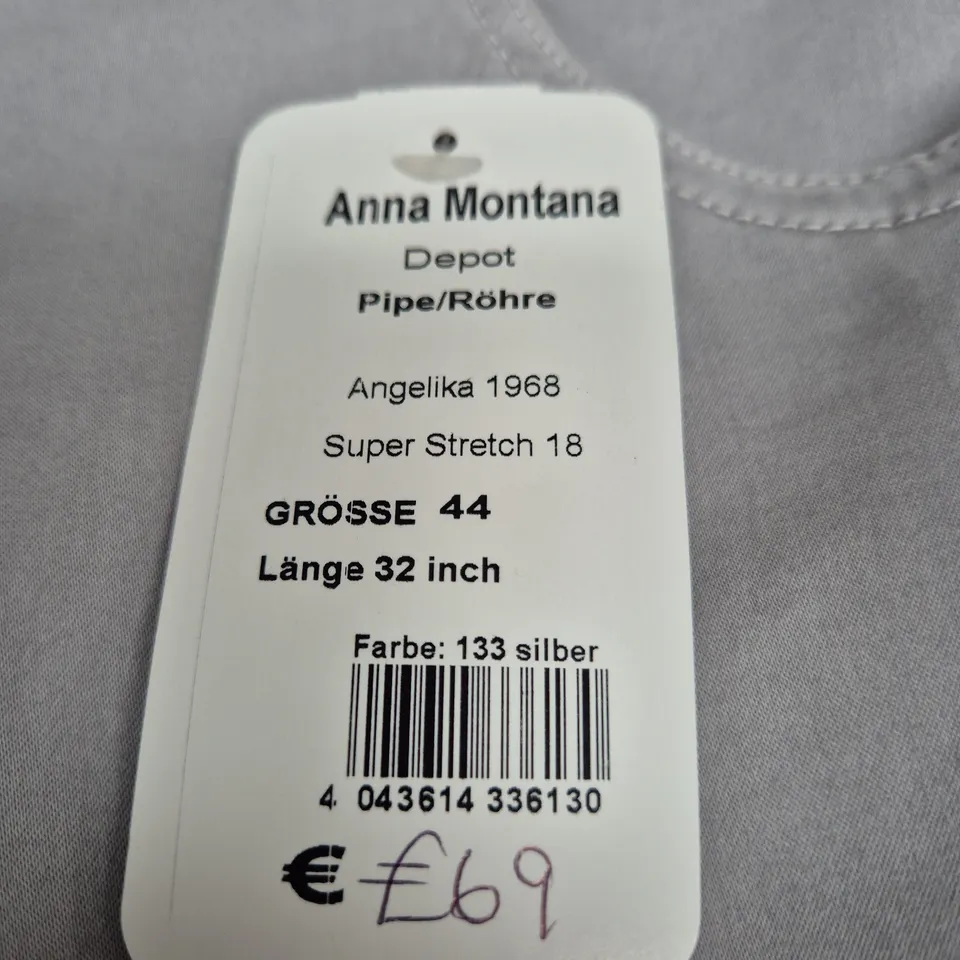 Anna Montana
Depot
Pipe/Röhre
Angelika 1968
Super Stretch 18
GRÖSSE 44
Länge 32 inch
Farbe: 133 silber
4 043614 336130
€ £69